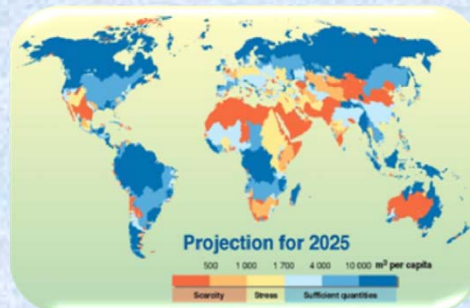 Projection for 2025
500 1 000 1 700 4 000 10 000 m³ per capita
Scarcity Stress Sufficient quantities